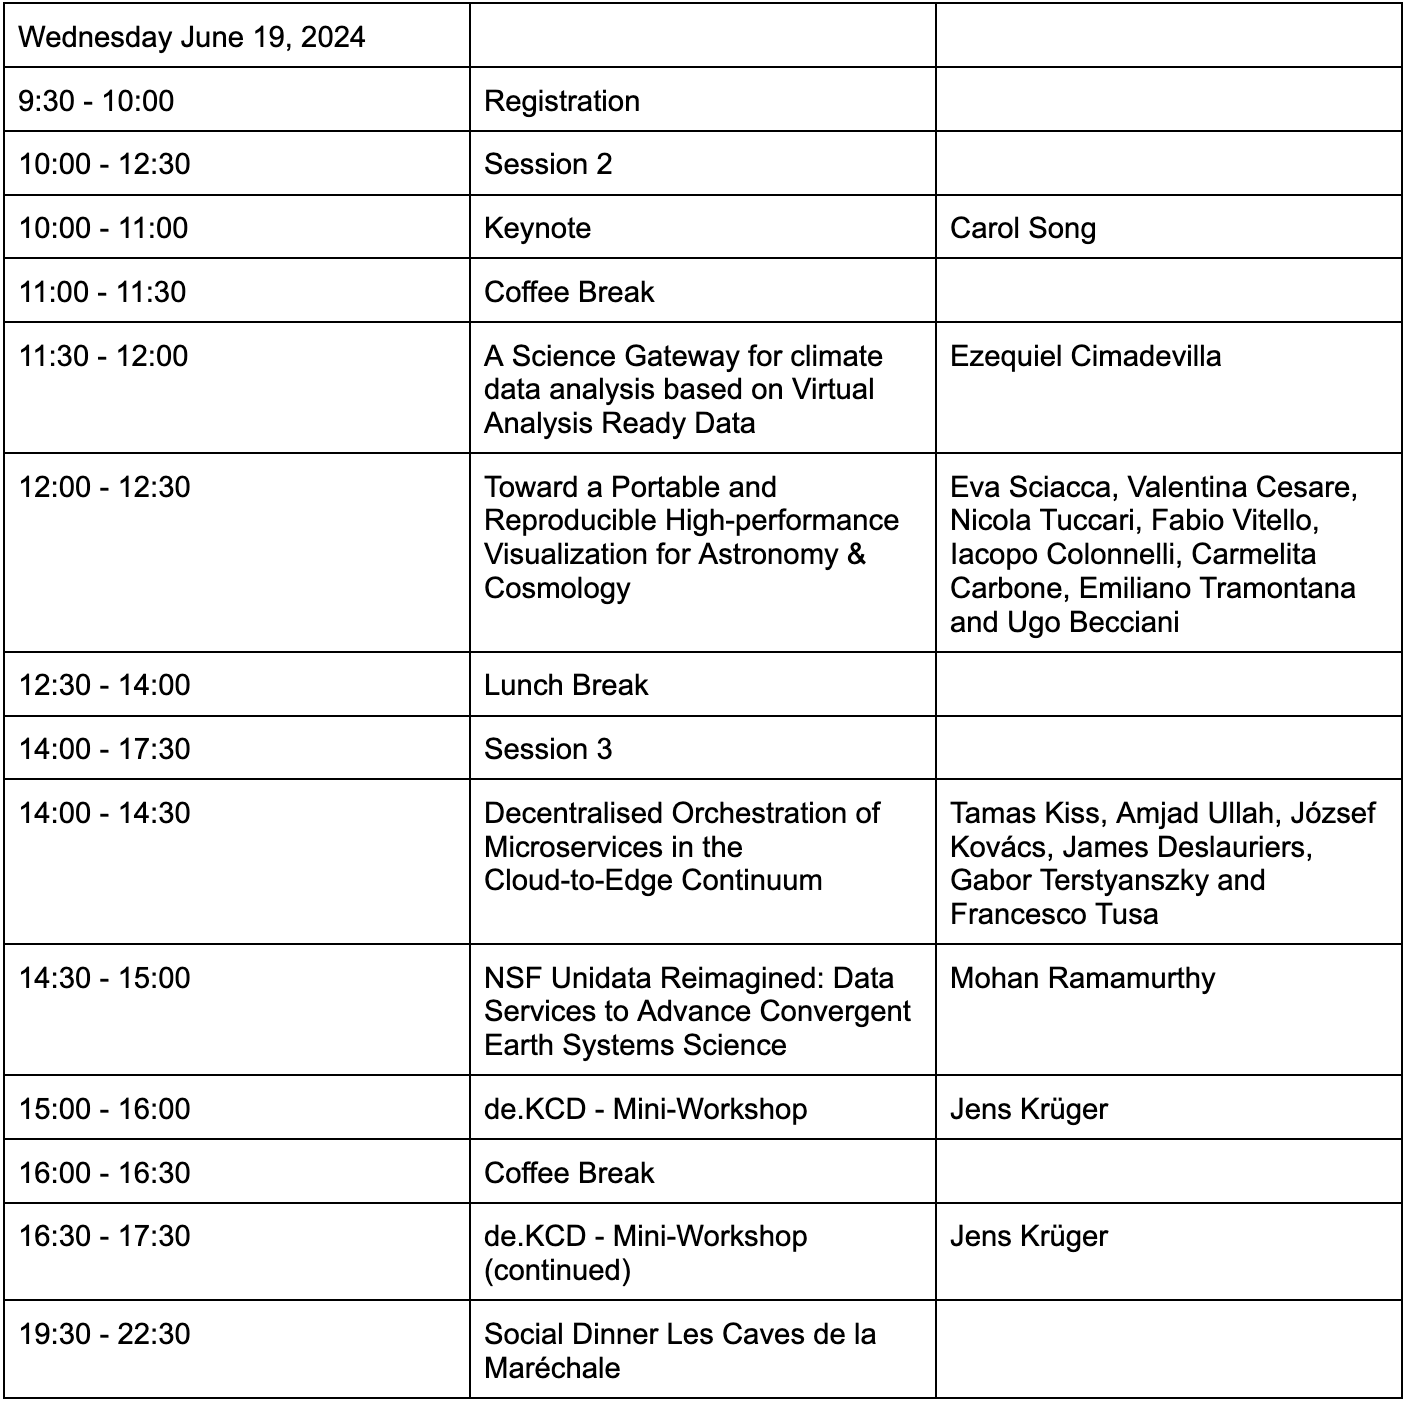 Wednesday June 19, 2024
9:30 - 10:00
Registration
10:00 - 12:30
Session 2
10:00 - 11:00
Keynote
Carol Song
11:00 - 11:30
Coffee Break
11:30 - 12:00
A Science Gateway for climate
data analysis based on Virtual
Analysis Ready Data
Ezequiel Cimadevilla
12:00 - 12:30
Toward a Portable and
Reproducible High-performance
Visualization for Astronomy &
Cosmology
Eva Sciacca, Valentina Cesare,
Nicola Tuccari, Fabio Vitello,
Iacopo Colonnelli, Carmelita
Carbone, Emiliano Tramontana
and Ugo Becciani
12:30 - 14:00
Lunch Break
14:00 - 17:30
Session 3
14:00 - 14:30
Decentralised Orchestration of
Microservices in the
Cloud-to-Edge Continuum
Tamas Kiss, Amjad Ullah, József
Kovács, James Deslauriers,
Gabor Terstyanszky and
Francesco Tusa
14:30 - 15:00
NSF Unidata Reimagined: Data
Services to Advance Convergent
Earth Systems Science
Mohan Ramamurthy
15:00 - 16:00
de.KCD - Mini-Workshop
Jens Krüger
16:00 - 16:30
Coffee Break
16:30 - 17:30
de.KCD - Mini-Workshop
(continued)
Jens Krüger
19:30 - 22:30
Social Dinner Les Caves de la
Maréchale